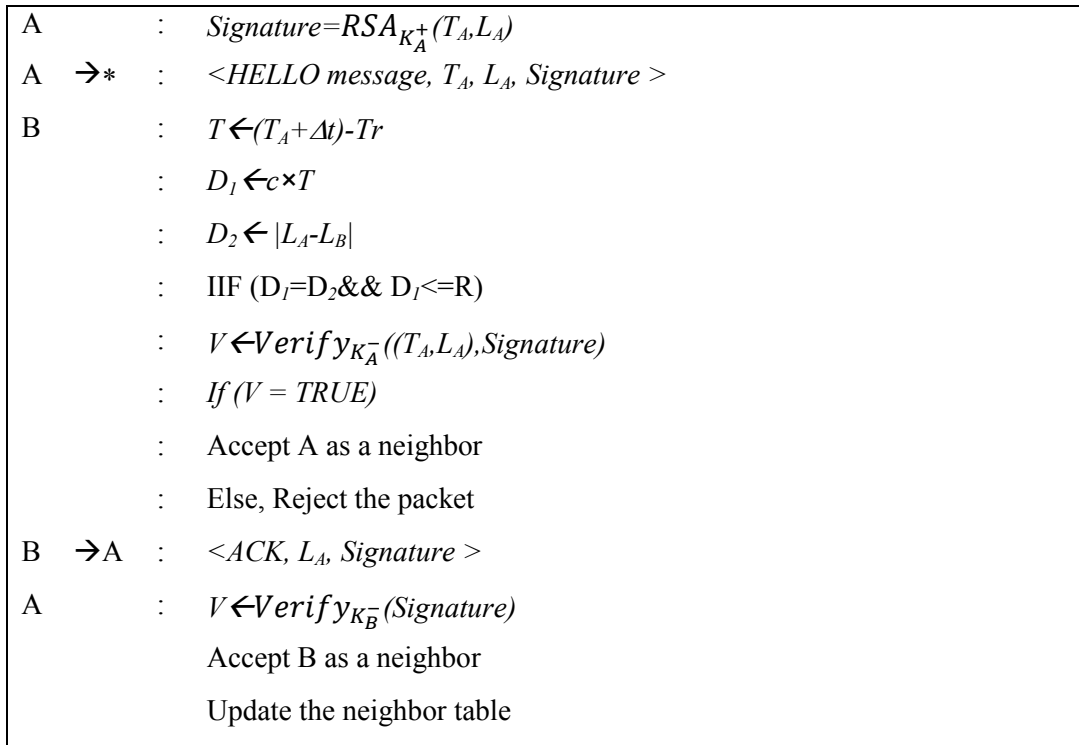 A : Signature=RSA_{K_A^+}(T_A,L_A)
A →* : <HELLO message, T_A, L_A, Signature >
B : T←(T_A+Δt)-Tr
: D_1←c×T
: D_2← |L_A-L_B|
: IIF (D_1=D_2&& D_1<=R)
: V←Verify_{K_A^-}((T_A,L_A),Signature)
: If (V = TRUE)
: Accept A as a neighbor
: Else, Reject the packet
B →A : <ACK, L_A, Signature >
A : V←Verify_{K_B^-}(Signature)
Accept B as a neighbor
Update the neighbor table